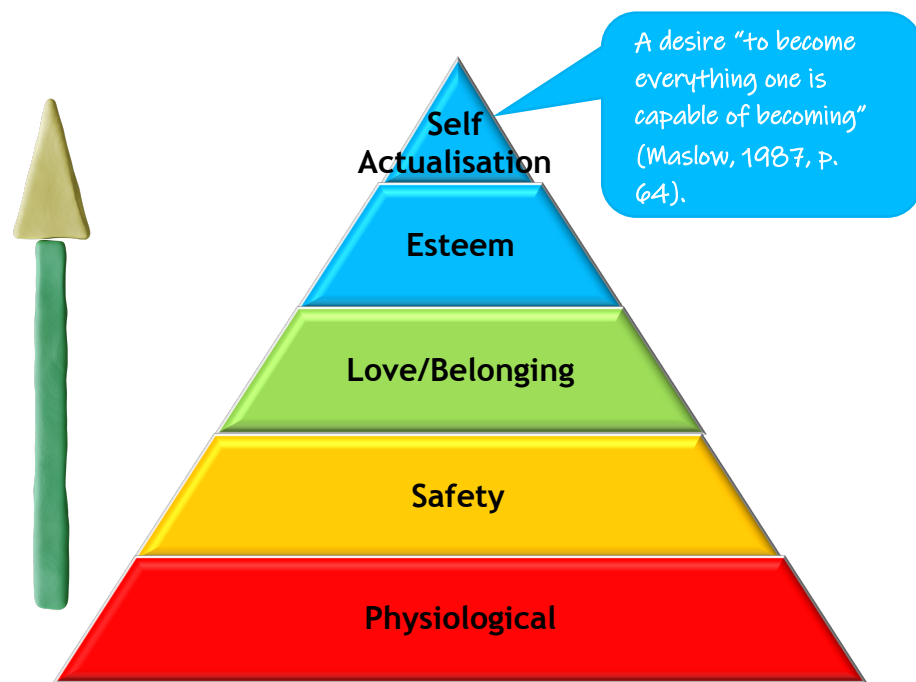 A desire “to become
everything one is
capable of becoming”
(Maslow, 1987, p.
64).
Self
Actualisation
Esteem
Love/Belonging
Safety
Physiological